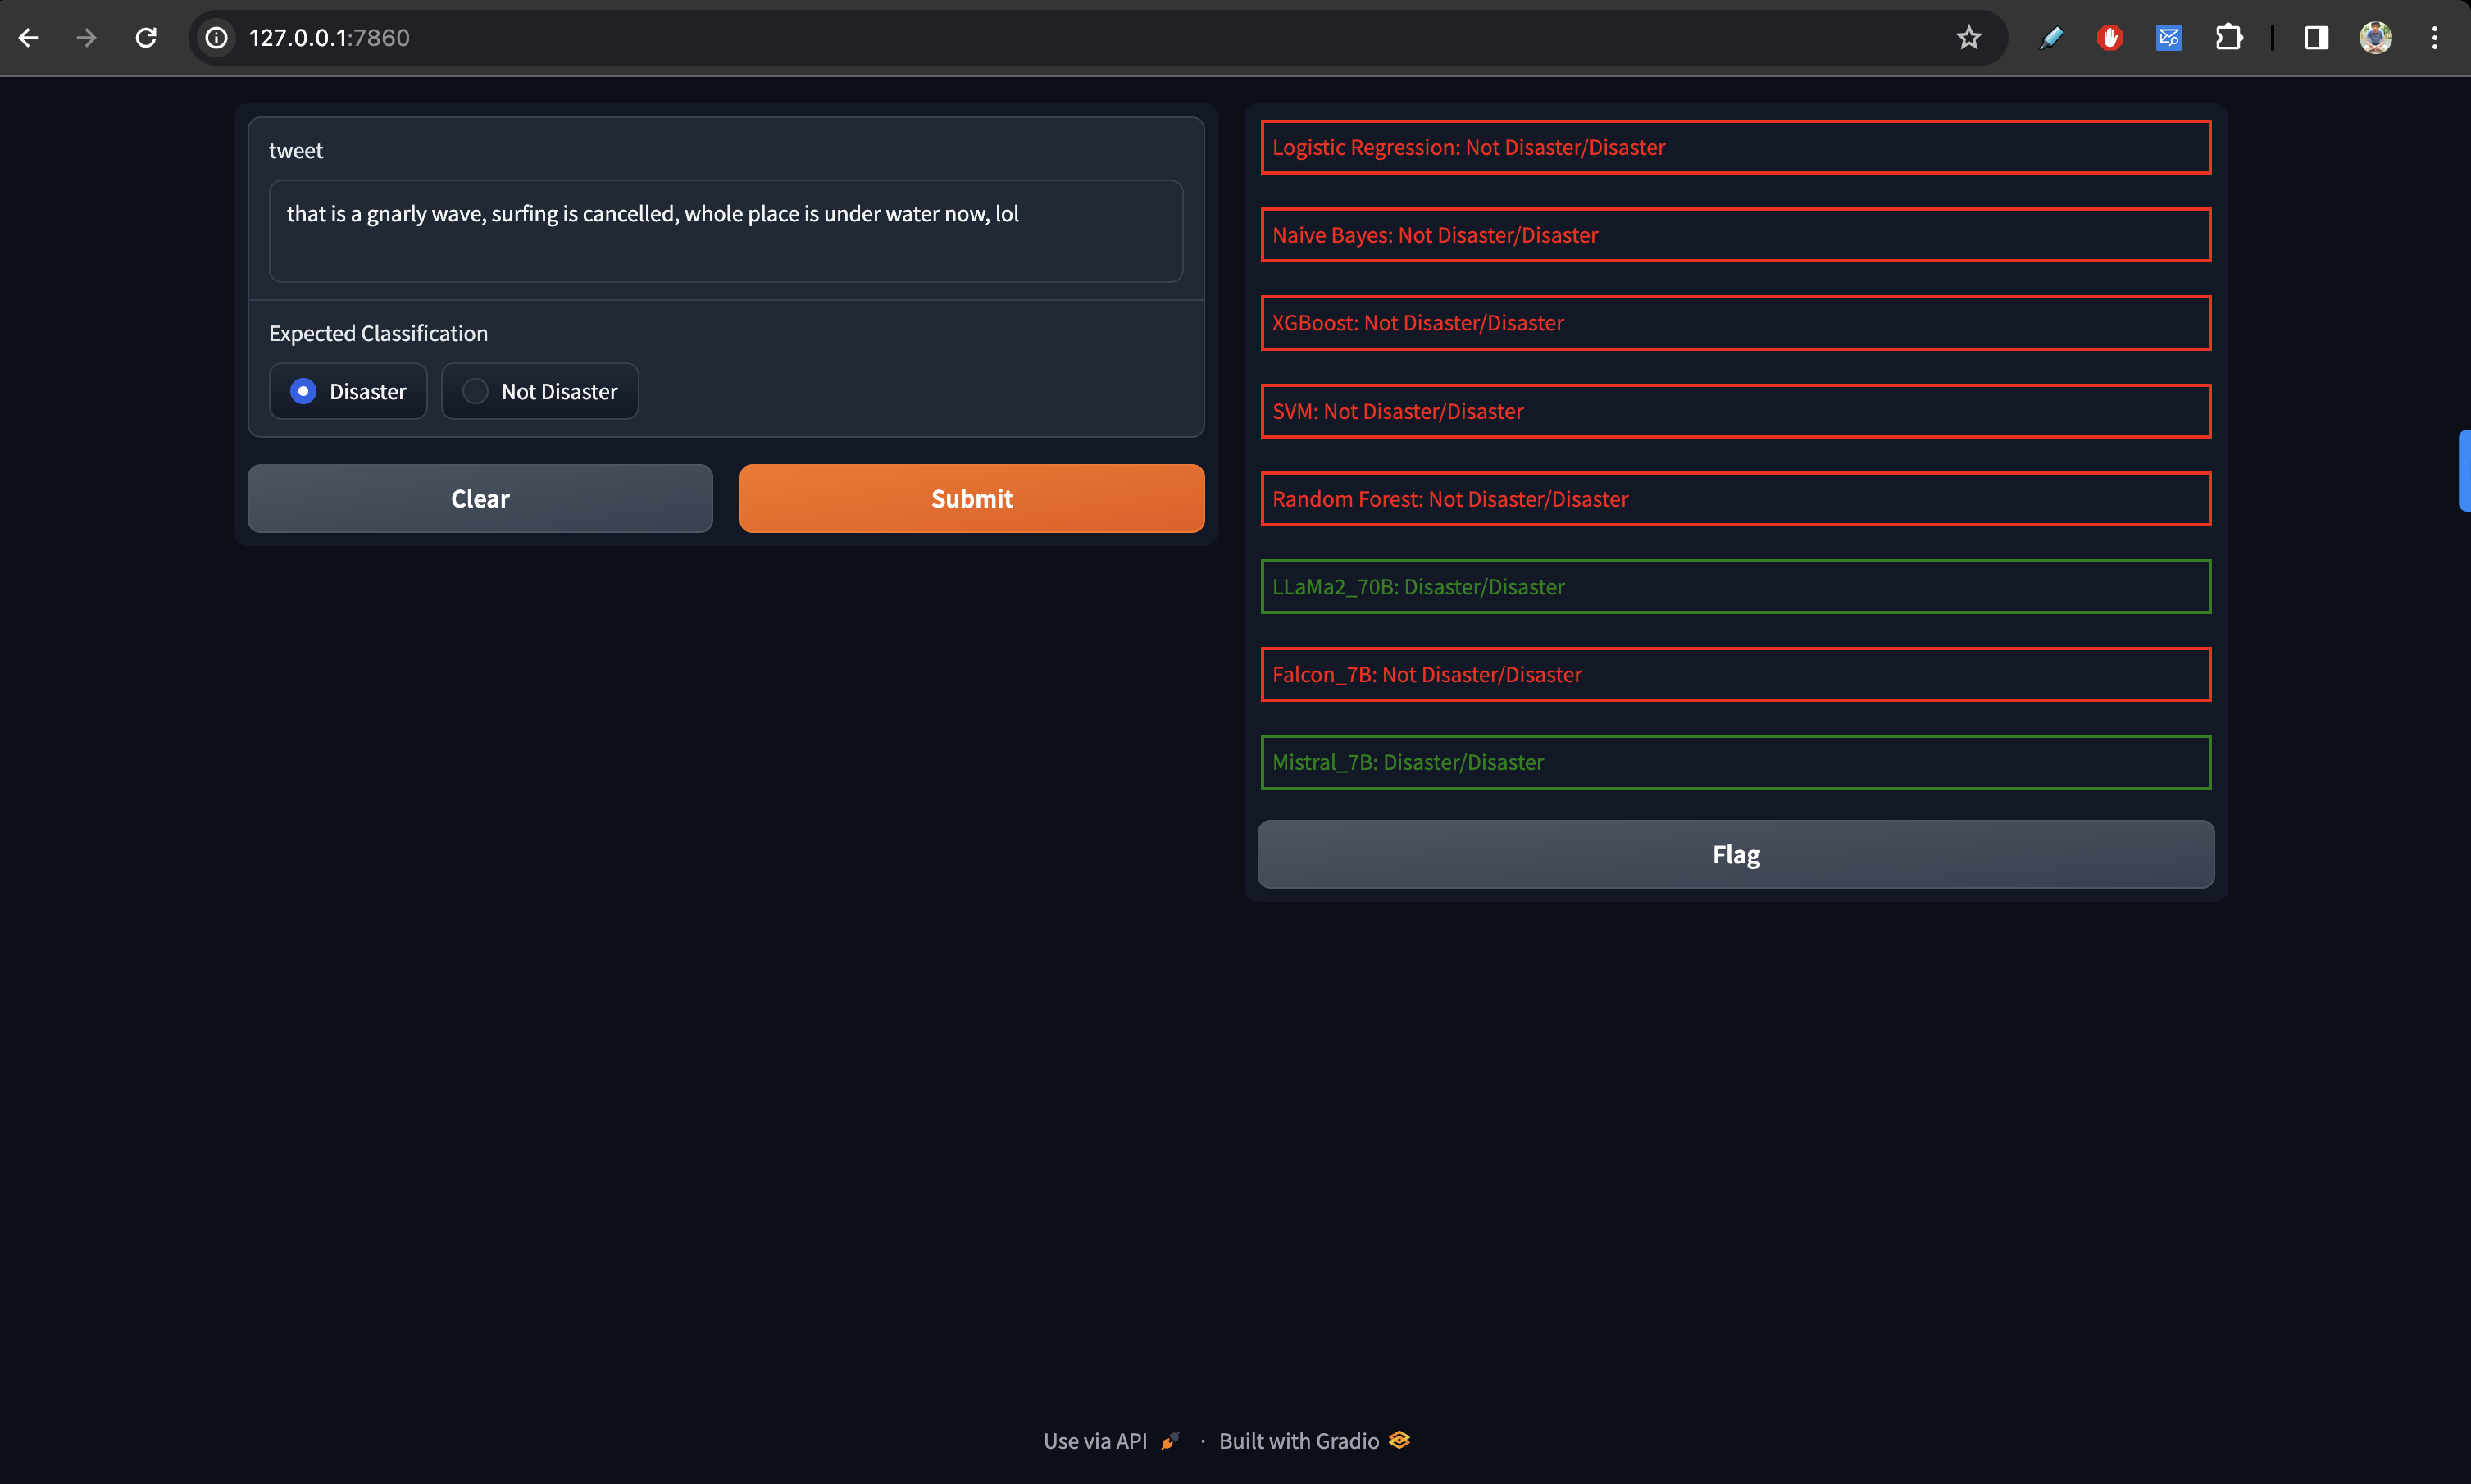 127.0.0.1:7860
tweet
that is a gnarly wave, surfing is cancelled, whole place is under water now, lol
Expected Classification
Disaster
Not Disaster
Clear
Submit
Logistic Regression: Not Disaster/Disaster
Naive Bayes: Not Disaster/Disaster
XGBoost: Not Disaster/Disaster
SVM: Not Disaster/Disaster
Random Forest: Not Disaster/Disaster
LLaMa2_70B: Disaster/Disaster
Falcon_7B: Not Disaster/Disaster
Mistral_7B: Disaster/Disaster
Flag
Use via API · Built with Gradio